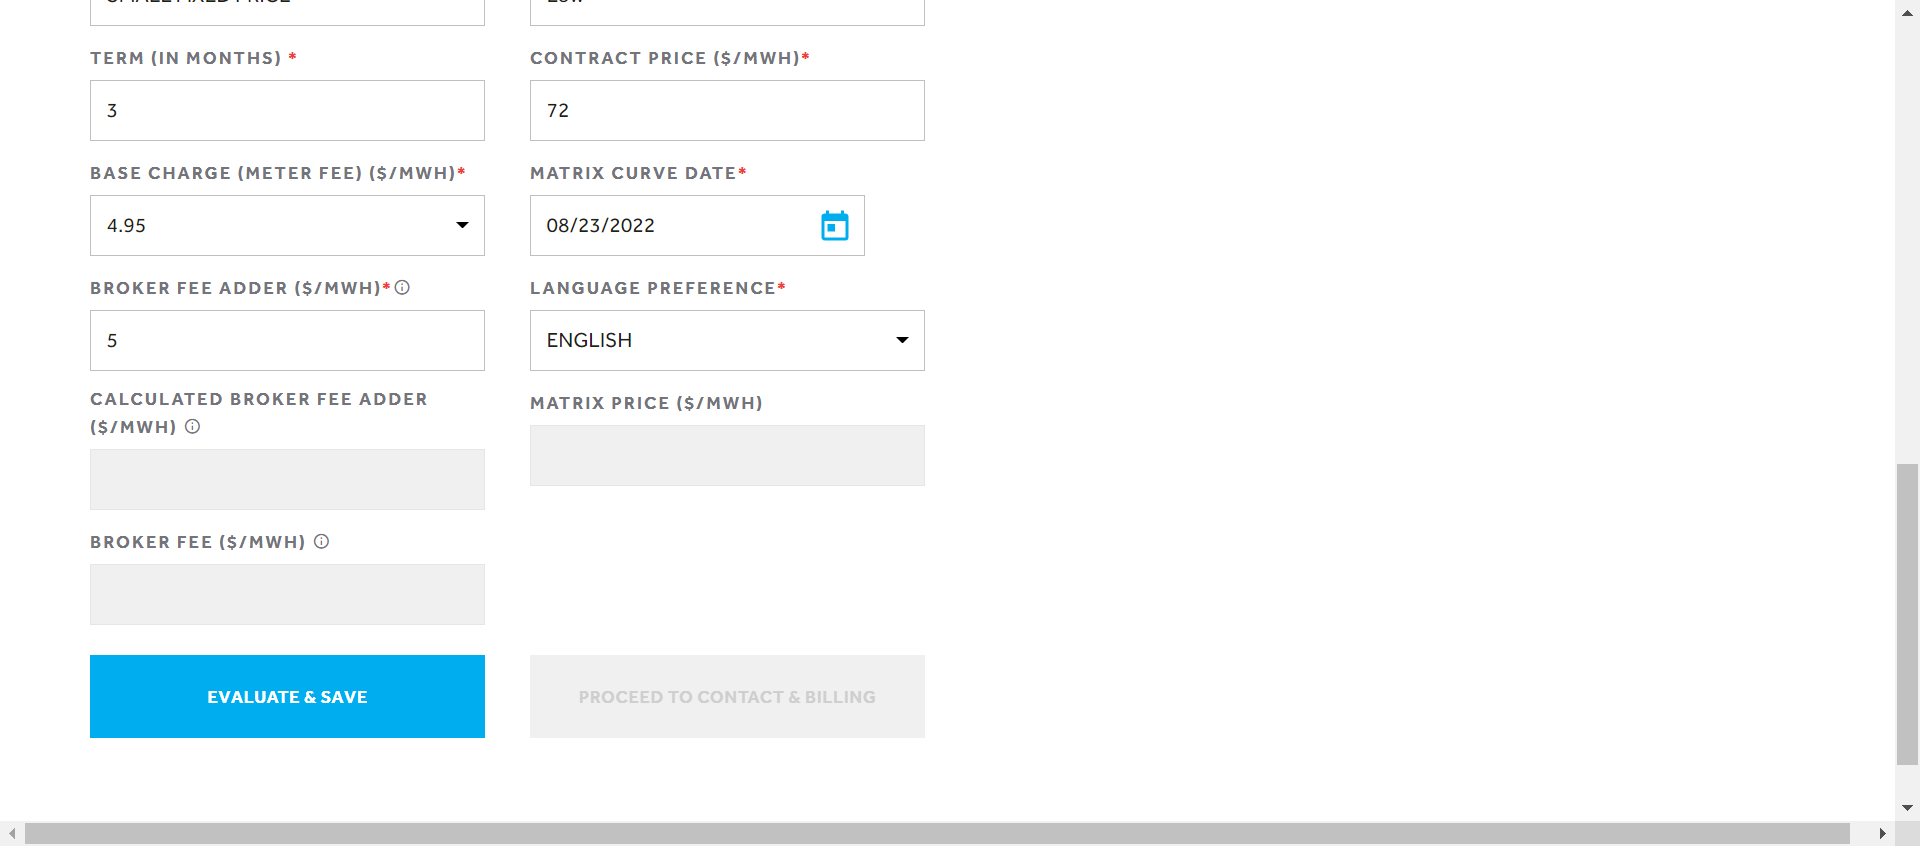 TERM (IN MONTHS) *
CONTRACT PRICE ($/MWH)*
3
72
BASE CHARGE (METER FEE) ($/MWH)*
MATRIX CURVE DATE*
4.95
08/23/2022
BROKER FEE ADDER ($/MWH)*
LANGUAGE PREFERENCE*
5
ENGLISH
CALCULATED BROKER FEE ADDER
($/MWH)
MATRIX PRICE ($/MWH)
BROKER FEE ($/MWH)
EVALUATE & SAVE
PROCEED TO CONTACT & BILLING